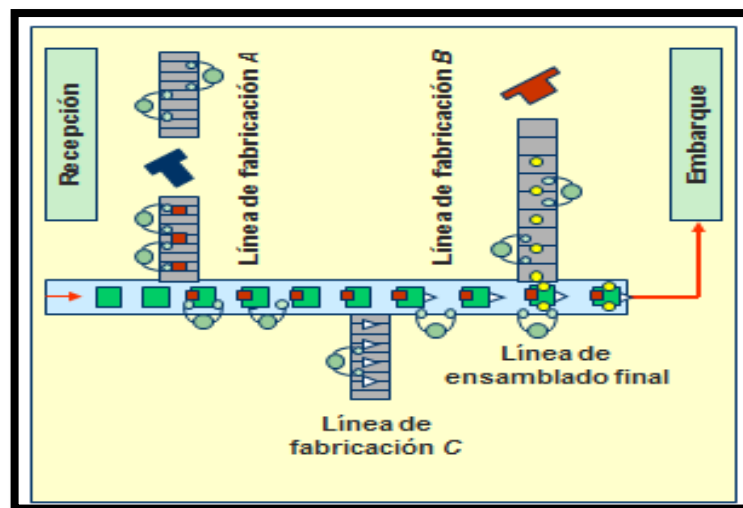 Recepción
Línea de fabricación A
Línea de fabricación B
Embarque
Línea de
ensamblado final
Línea de
fabricación C